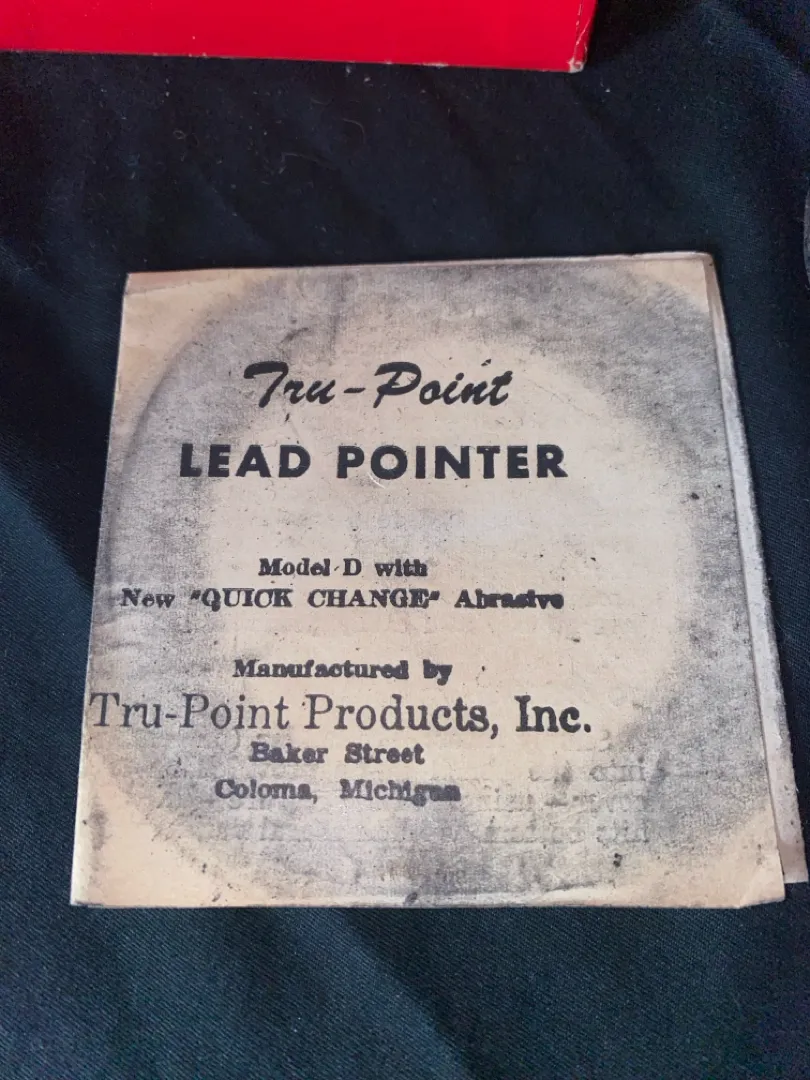 Tru-Point
LEAD POINTER
Model D with
New "QUICK CHANGE" Abrasive
Manufactured by
Tru-Point Products, Inc.
Baker Street
Coloma, Michigan